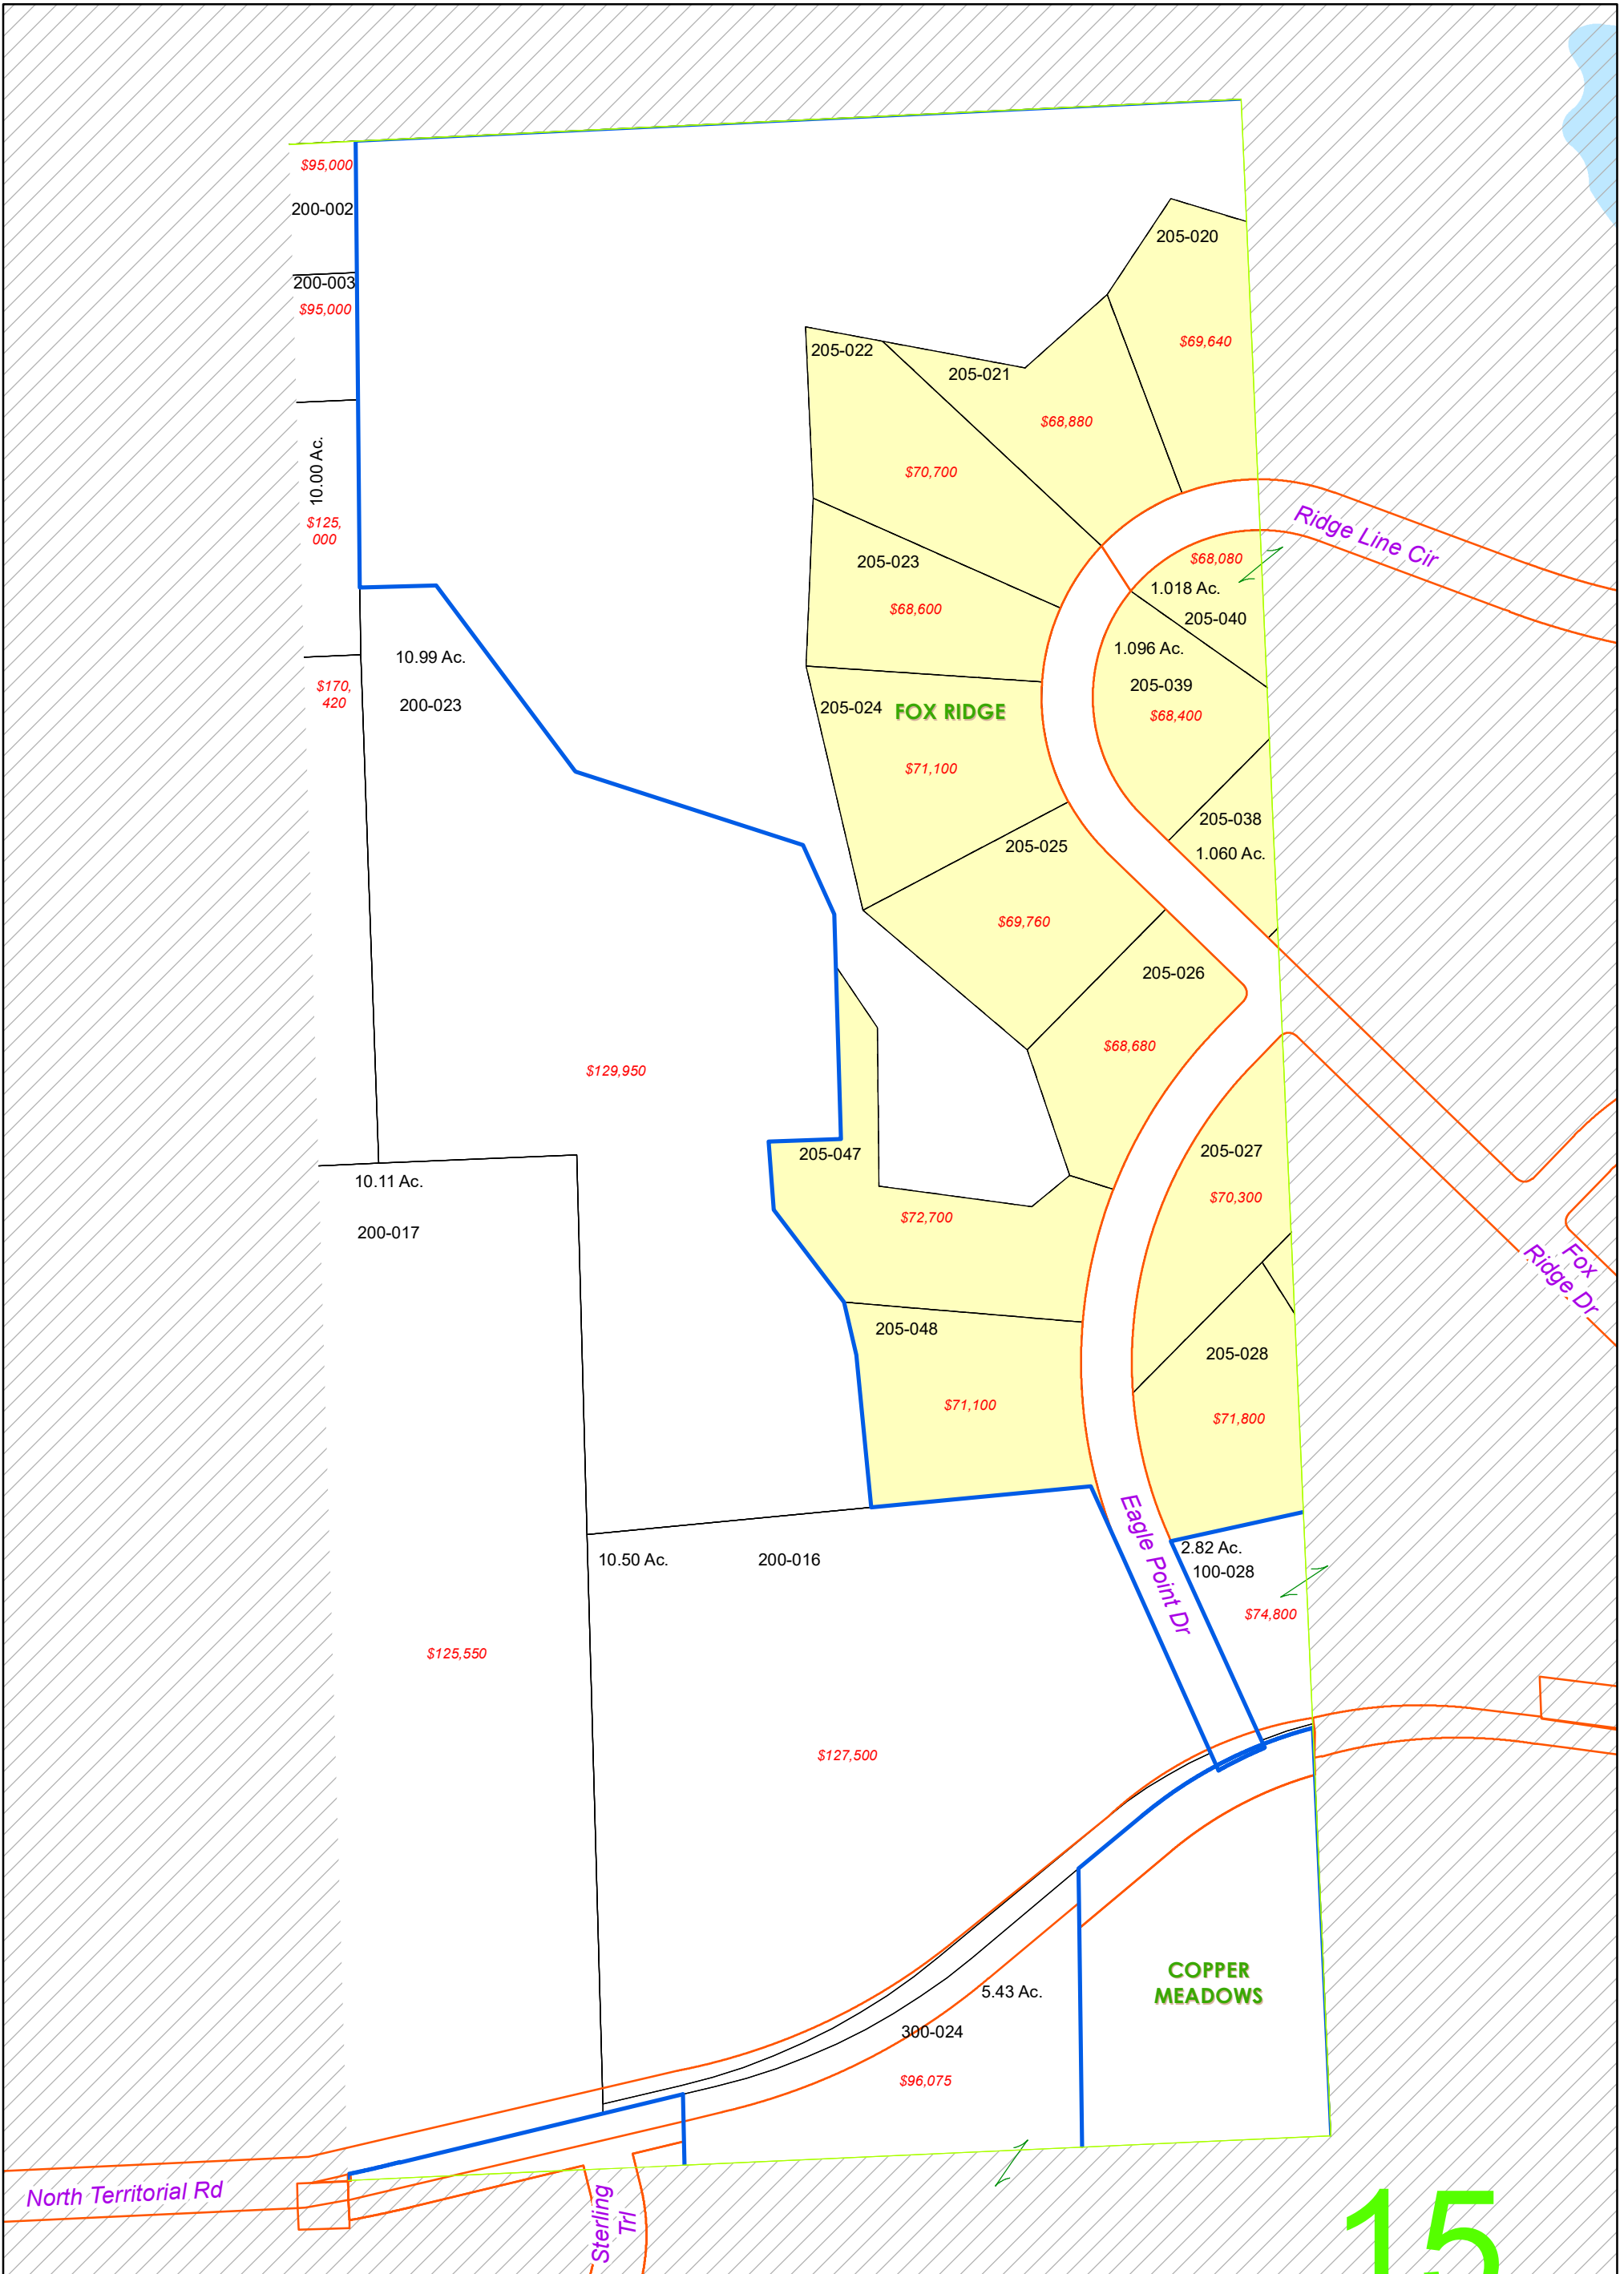 $95,000
200-002
200-003
$95,000
10.00 Ac.
$125,
000
$170,
420
10.99 Ac.
200-023
$129,950
10.11 Ac.
200-017
$125,550
10.50 Ac.
200-016
$127,500
205-020
$69,640
205-021
$68,880
205-022
$70,700
205-023
$68,600
205-024
FOX RIDGE
$71,100
205-025
$69,760
205-026
$68,680
Ridge Line Cir
$68,080
1.018 Ac.
205-040
1.096 Ac.
205-039
$68,400
205-038
1.060 Ac.
205-047
$72,700
205-048
$71,100
205-027
$70,300
205-028
$71,800
Fox
Ridge Dr
Eagle Point Dr
2.82 Ac.
100-028
$74,800
COPPER
MEADOWS
5.43 Ac.
300-024
$96,075
North Territorial Rd
Sterling
Trl
15